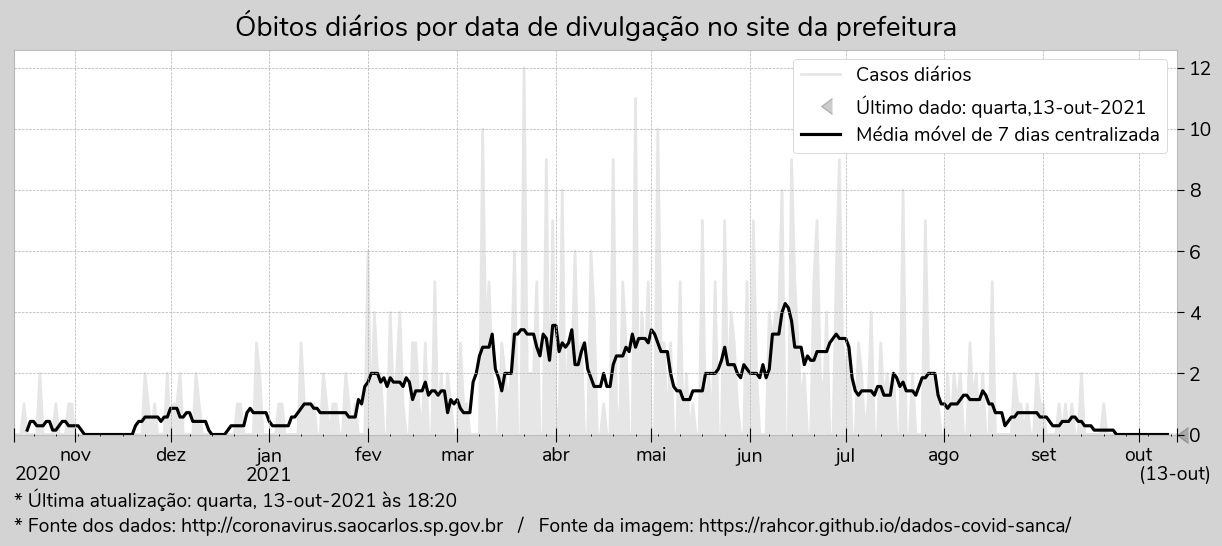 Óbitos diários por data de divulgação no site da prefeitura
Casos diários
Último dado: quarta,13-out-2021
Média móvel de 7 dias centralizada
12
10
8
6
4
2
0
nov dez jan fev mar abr mai jun jul ago set out
2020 2021 (13-out)
* Última atualização: quarta, 13-out-2021 às 18:20
* Fonte dos dados: http://coronavirus.saocarlos.sp.gov.br / Fonte da imagem: https://rahcor.github.io/dados-covid-sanca/